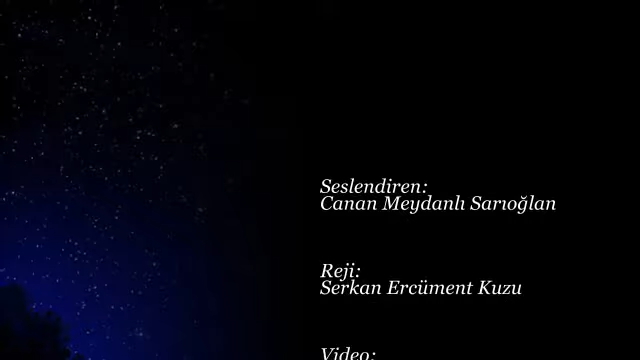 Seslendiren:
Canan Meydanlı Sarıoğlan
Reji:
Serkan Ercüment Kuzu
Video: